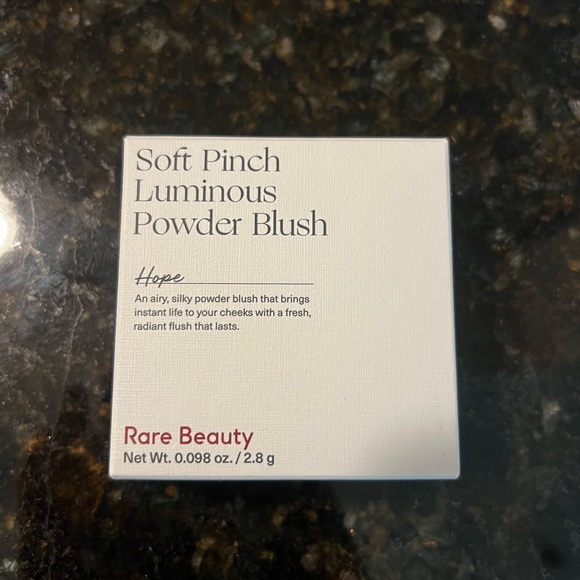 Soft Pinch
Luminous
Powder Blush
Hope
An airy, silky powder blush that brings
instant life to your cheeks with a fresh,
radiant flush that lasts.
Rare Beauty
Net Wt. 0.098 oz. / 2.8 g